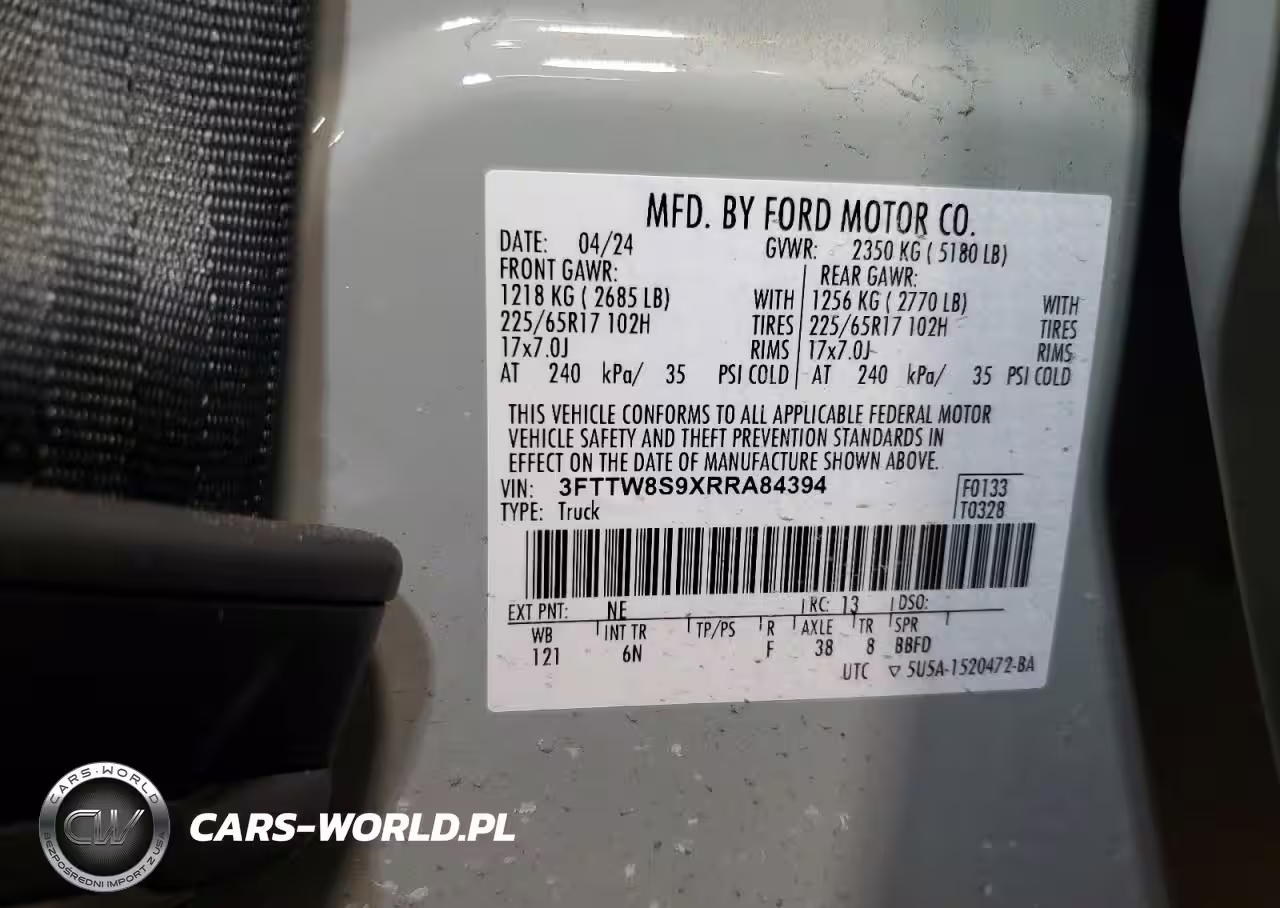 MFD. BY FORD MOTOR CO.
DATE: 04/24 GVWR: 2350 KG ( 5180 LB)
FRONT GAWR: REAR GAWR:
1218 KG ( 2685 LB) WITH 1256 KG ( 2770 LB) WITH
225/65R17 102H TIRES 225/65R17 102H TIRES
17x7.0J RIMS 17x7.0J RIMS
AT 240 kPa/ 35 PSI COLD AT 240 kPa/ 35 PSI COLD
THIS VEHICLE CONFORMS TO ALL APPLICABLE FEDERAL MOTOR
VEHICLE SAFETY AND THEFT PREVENTION STANDARDS IN
EFFECT ON THE DATE OF MANUFACTURE SHOWN ABOVE.
VIN: 3FTTW8S9XRRA84394 F0133
TYPE: Truck T0328
EXT PNT: NE RC: 13 DSO:
WB INT TR TP/PS R AXLE TR SPR
121 6N F 38 8 BBFD
UTC ▽ 5U5A-1520472-BA
CARS-WORLD
CW
BEZPOŚREDNI IMPORT Z USA
CARS-WORLD.PL